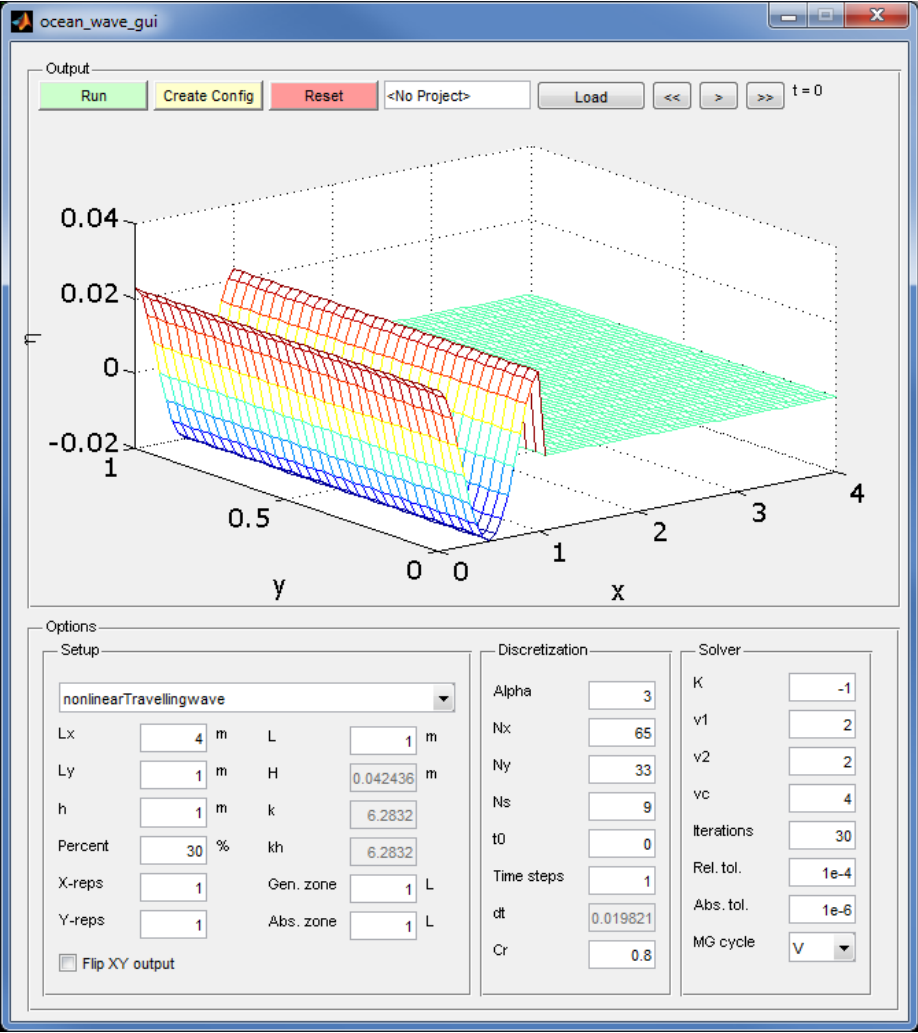 ocean_wave_gui
Output
Run Create Config Reset <No Project> Load << > >> t = 0
0.04
0.02
0
-0.02
η
1
0.5
0
y
0
1
2
3
4
x
Options
Setup
nonlinearTravellingwave
Lx 4 m L 1 m
Ly 1 m H 0.042436 m
h 1 m k 6.2832
Percent 30 % kh 6.2832
X-reps 1 Gen. zone 1 L
Y-reps 1 Abs. zone 1 L
Flip XY output
Discretization
Alpha 3
Nx 65
Ny 33
Ns 9
t0 0
Time steps 1
dt 0.019821
Cr 0.8
Solver
K -1
v1 2
v2 2
vc 4
Iterations 30
Rel. tol. 1e-4
Abs. tol. 1e-6
MG cycle V